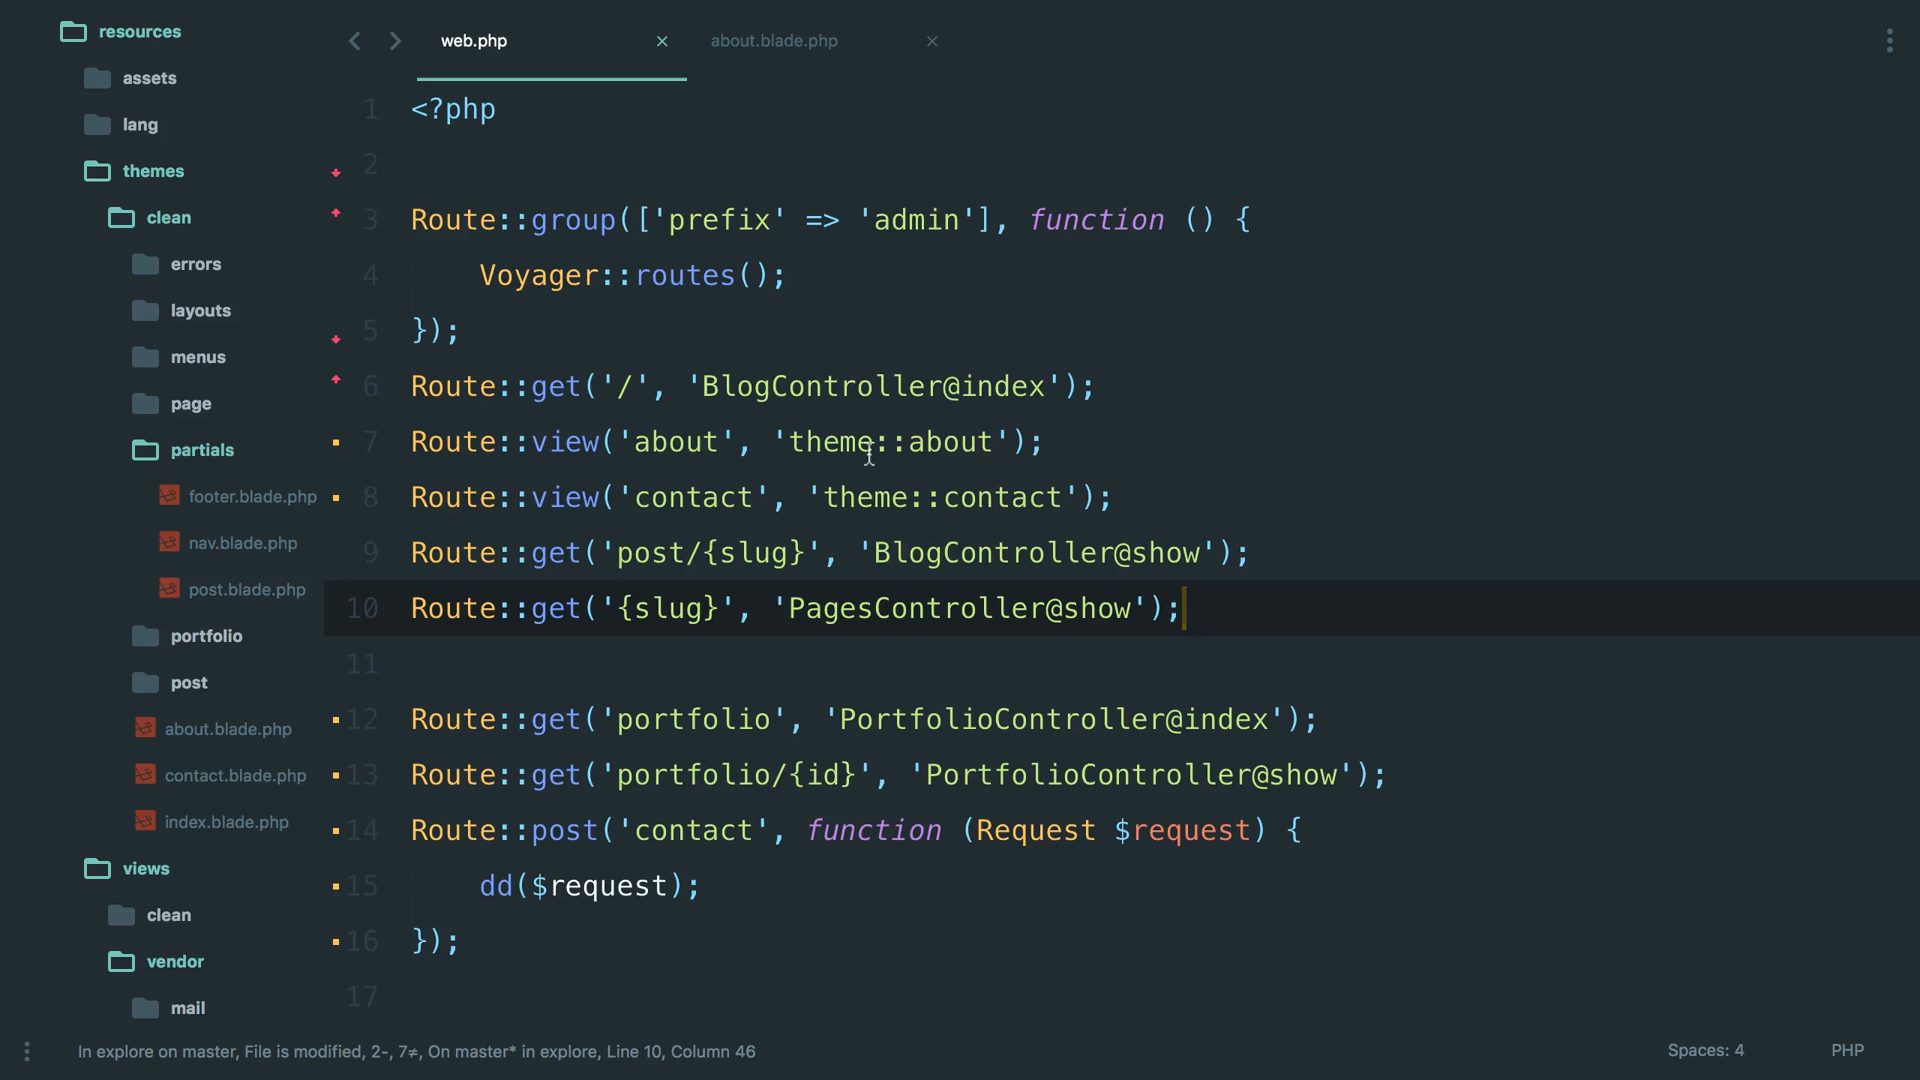 resources
assets
lang
themes
clean
errors
layouts
menus
page
partials
footer.blade.php
nav.blade.php
post.blade.php
portfolio
post
about.blade.php
contact.blade.php
index.blade.php
views
clean
vendor
mail
web.php × about.blade.php ×
1 <?php
2
3 Route::group(['prefix' => 'admin'], function () {
4     Voyager::routes();
5 });
6 Route::get('/', 'BlogController@index');
7 Route::view('about', 'theme::about');
8 Route::view('contact', 'theme::contact');
9 Route::get('post/{slug}', 'BlogController@show');
10 Route::get('{slug}', 'PagesController@show');
11
12 Route::get('portfolio', 'PortfolioController@index');
13 Route::get('portfolio/{id}', 'PortfolioController@show');
14 Route::post('contact', function (Request $request) {
15     dd($request);
16 });
17
In explore on master, File is modified, 2-, 7≠, On master* in explore, Line 10, Column 46 Spaces: 4 PHP